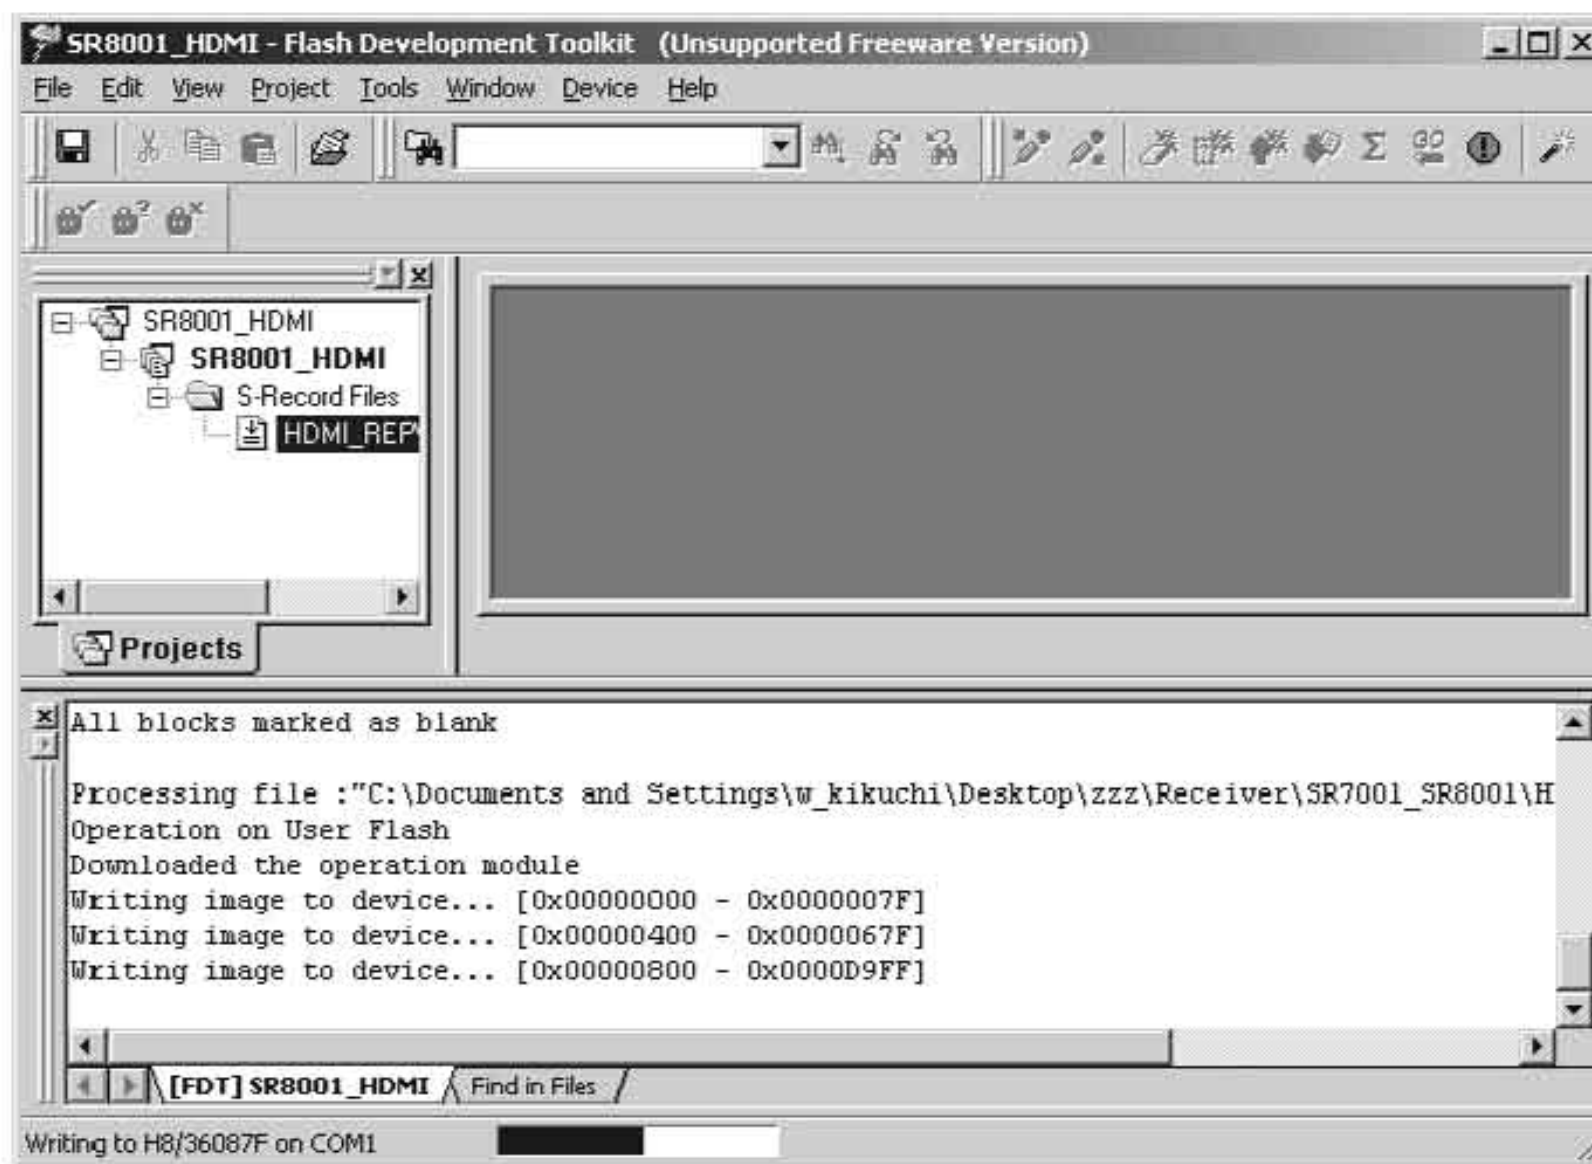 SR8001_HDMI - Flash Development Toolkit (Unsupported Freeware Version)
File Edit View Project Tools Window Device Help
SR8001_HDMI
SR8001_HDMI
S-Record Files
HDMI_REP
Projects
All blocks marked as blank
Processing file :"C:\Documents and Settings\w_kikuchi\Desktop\zzz\Receiver\SR7001_SR8001\H
Operation on User Flash
Downloaded the operation module
Writing image to device... [0x00000000 - 0x0000007F]
Writing image to device... [0x00000400 - 0x0000067F]
Writing image to device... [0x00000800 - 0x0000D9FF]
[FDT] SR8001_HDMI Find in Files
Writing to H8/36087F on COM1